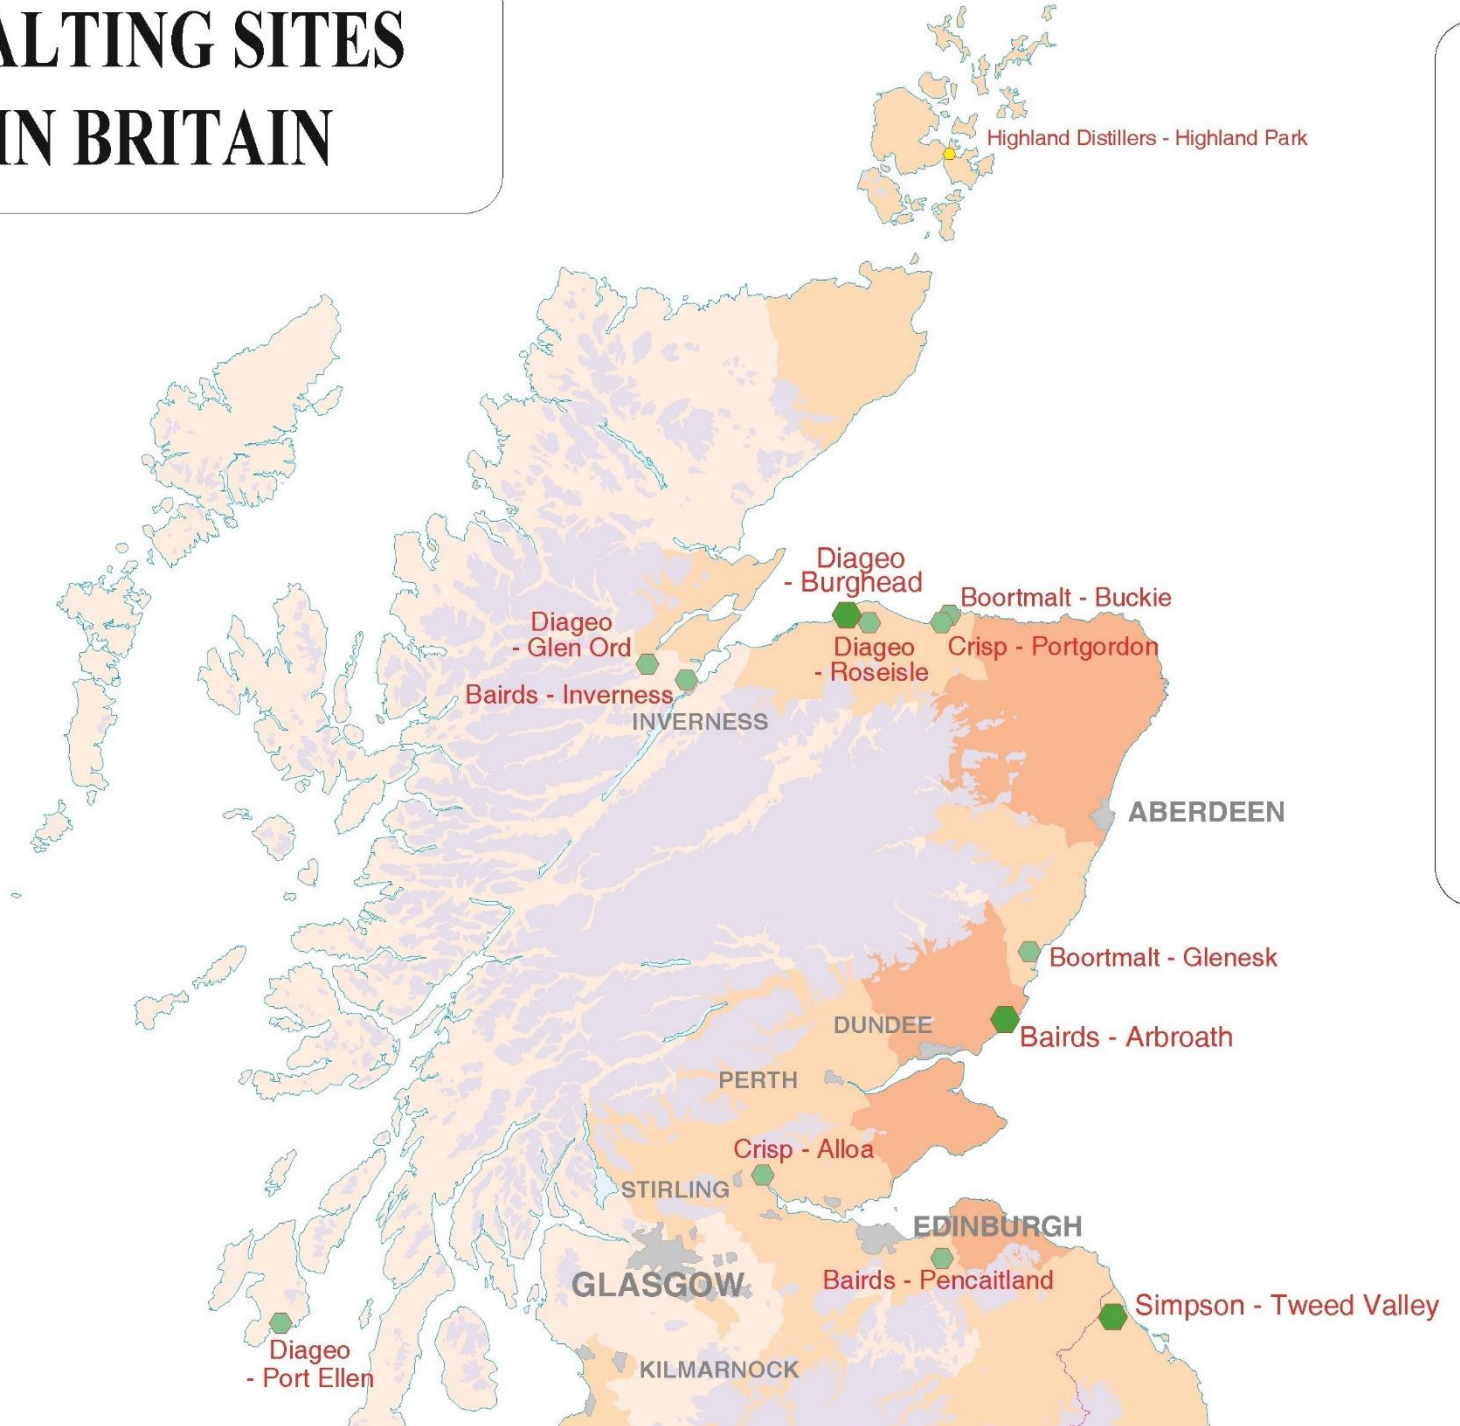 ALTING SITES
IN BRITAIN
Highland Distillers - Highland Park
Diageo
- Burghead
Boortmalt - Buckie
Diageo
- Glen Ord
Diageo
- Roseisle
Crisp - Portgordon
Bairds - Inverness
INVERNESS
ABERDEEN
Boortmalt - Glenesk
DUNDEE
Bairds - Arbroath
PERTH
Crisp - Alloa
STIRLING
EDINBURGH
GLASGOW
Bairds - Pencaitland
Simpson - Tweed Valley
Diageo
- Port Ellen
KILMARNOCK